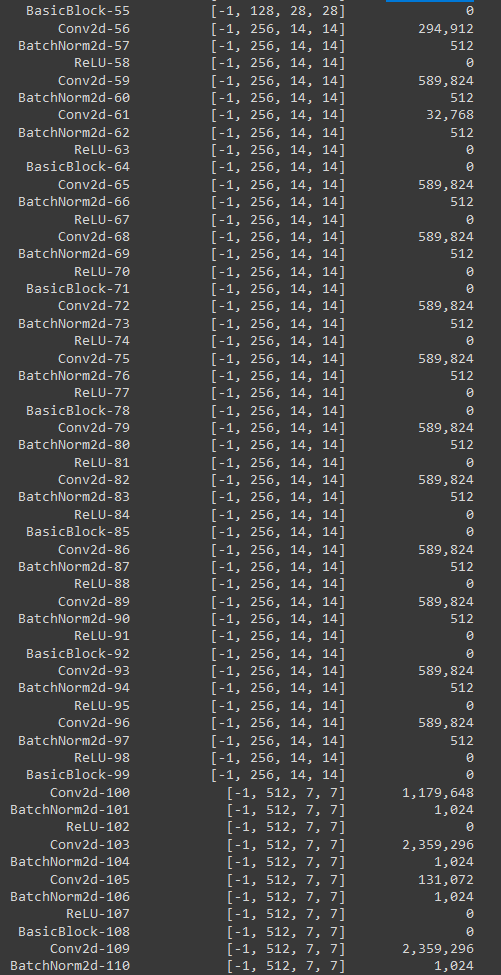 BasicBlock-55 [-1, 128, 28, 28] 0
Conv2d-56 [-1, 256, 14, 14] 294,912
BatchNorm2d-57 [-1, 256, 14, 14] 512
ReLU-58 [-1, 256, 14, 14] 0
Conv2d-59 [-1, 256, 14, 14] 589,824
BatchNorm2d-60 [-1, 256, 14, 14] 512
Conv2d-61 [-1, 256, 14, 14] 32,768
BatchNorm2d-62 [-1, 256, 14, 14] 512
ReLU-63 [-1, 256, 14, 14] 0
BasicBlock-64 [-1, 256, 14, 14] 0
Conv2d-65 [-1, 256, 14, 14] 589,824
BatchNorm2d-66 [-1, 256, 14, 14] 512
ReLU-67 [-1, 256, 14, 14] 0
Conv2d-68 [-1, 256, 14, 14] 589,824
BatchNorm2d-69 [-1, 256, 14, 14] 512
ReLU-70 [-1, 256, 14, 14] 0
BasicBlock-71 [-1, 256, 14, 14] 0
Conv2d-72 [-1, 256, 14, 14] 589,824
BatchNorm2d-73 [-1, 256, 14, 14] 512
ReLU-74 [-1, 256, 14, 14] 0
Conv2d-75 [-1, 256, 14, 14] 589,824
BatchNorm2d-76 [-1, 256, 14, 14] 512
ReLU-77 [-1, 256, 14, 14] 0
BasicBlock-78 [-1, 256, 14, 14] 0
Conv2d-79 [-1, 256, 14, 14] 589,824
BatchNorm2d-80 [-1, 256, 14, 14] 512
ReLU-81 [-1, 256, 14, 14] 0
Conv2d-82 [-1, 256, 14, 14] 589,824
BatchNorm2d-83 [-1, 256, 14, 14] 512
ReLU-84 [-1, 256, 14, 14] 0
BasicBlock-85 [-1, 256, 14, 14] 0
Conv2d-86 [-1, 256, 14, 14] 589,824
BatchNorm2d-87 [-1, 256, 14, 14] 512
ReLU-88 [-1, 256, 14, 14] 0
Conv2d-89 [-1, 256, 14, 14] 589,824
BatchNorm2d-90 [-1, 256, 14, 14] 512
ReLU-91 [-1, 256, 14, 14] 0
BasicBlock-92 [-1, 256, 14, 14] 0
Conv2d-93 [-1, 256, 14, 14] 589,824
BatchNorm2d-94 [-1, 256, 14, 14] 512
ReLU-95 [-1, 256, 14, 14] 0
Conv2d-96 [-1, 256, 14, 14] 589,824
BatchNorm2d-97 [-1, 256, 14, 14] 512
ReLU-98 [-1, 256, 14, 14] 0
BasicBlock-99 [-1, 256, 14, 14] 0
Conv2d-100 [-1, 512, 7, 7] 1,179,648
BatchNorm2d-101 [-1, 512, 7, 7] 1,024
ReLU-102 [-1, 512, 7, 7] 0
Conv2d-103 [-1, 512, 7, 7] 2,359,296
BatchNorm2d-104 [-1, 512, 7, 7] 1,024
Conv2d-105 [-1, 512, 7, 7] 131,072
BatchNorm2d-106 [-1, 512, 7, 7] 1,024
ReLU-107 [-1, 512, 7, 7] 0
BasicBlock-108 [-1, 512, 7, 7] 0
Conv2d-109 [-1, 512, 7, 7] 2,359,296
BatchNorm2d-110 [-1, 512, 7, 7] 1,024